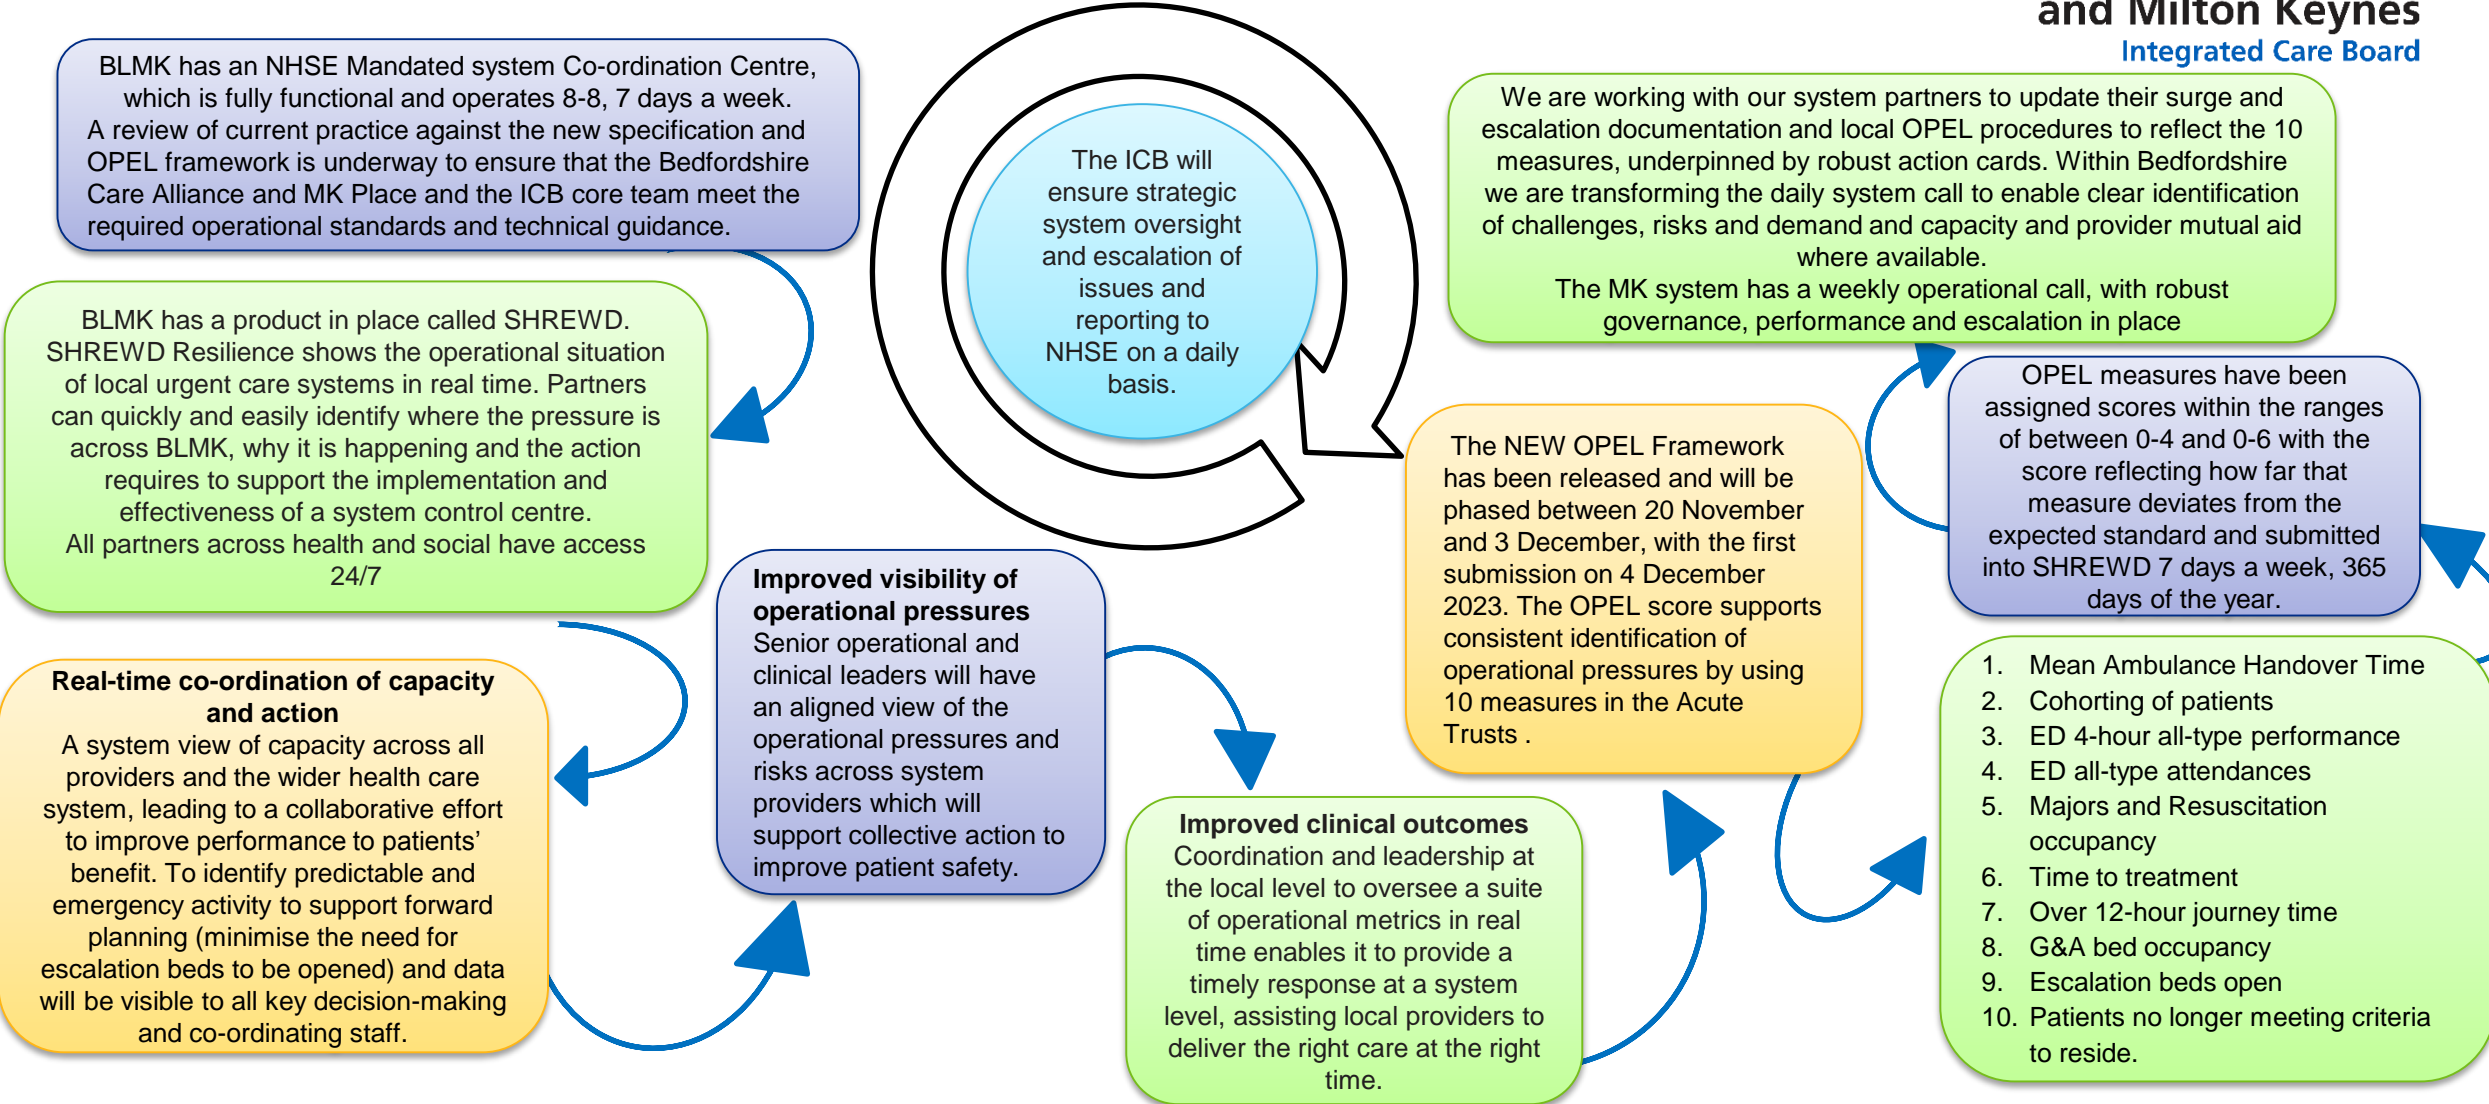 and Milton Keynes
Integrated Care Board
BLMK has an NHSE Mandated system Co-ordination Centre,
which is fully functional and operates 8-8, 7 days a week.
A review of current practice against the new specification and
OPEL framework is underway to ensure that the Bedfordshire
Care Alliance and MK Place and the ICB core team meet the
required operational standards and technical guidance.
BLMK has a product in place called SHREWD.
SHREWD Resilience shows the operational situation
of local urgent care systems in real time. Partners
can quickly and easily identify where the pressure is
across BLMK, why it is happening and the action
requires to support the implementation and
effectiveness of a system control centre.
All partners across health and social have access
24/7
Real-time co-ordination of capacity
and action
A system view of capacity across all
providers and the wider health care
system, leading to a collaborative effort
to improve performance to patients’
benefit. To identify predictable and
emergency activity to support forward
planning (minimise the need for
escalation beds to be opened) and data
will be visible to all key decision-making
and co-ordinating staff.
Improved visibility of
operational pressures
Senior operational and
clinical leaders will have
an aligned view of the
operational pressures and
risks across system
providers which will
support collective action to
improve patient safety.
Improved clinical outcomes
Coordination and leadership at
the local level to oversee a suite
of operational metrics in real
time enables it to provide a
timely response at a system
level, assisting local providers to
deliver the right care at the right
time.
The ICB will
ensure strategic
system oversight
and escalation of
issues and
reporting to
NHSE on a daily
basis.
The NEW OPEL Framework
has been released and will be
phased between 20 November
and 3 December, with the first
submission on 4 December
2023. The OPEL score supports
consistent identification of
operational pressures by using
10 measures in the Acute
Trusts .
1. Mean Ambulance Handover Time
2. Cohorting of patients
3. ED 4-hour all-type performance
4. ED all-type attendances
5. Majors and Resuscitation
occupancy
6. Time to treatment
7. Over 12-hour journey time
8. G&A bed occupancy
9. Escalation beds open
10. Patients no longer meeting criteria
to reside.
OPEL measures have been
assigned scores within the ranges
of between 0-4 and 0-6 with the
score reflecting how far that
measure deviates from the
expected standard and submitted
into SHREWD 7 days a week, 365
days of the year.
We are working with our system partners to update their surge and
escalation documentation and local OPEL procedures to reflect the 10
measures, underpinned by robust action cards. Within Bedfordshire
we are transforming the daily system call to enable clear identification
of challenges, risks and demand and capacity and provider mutual aid
where available.
The MK system has a weekly operational call, with robust
governance, performance and escalation in place